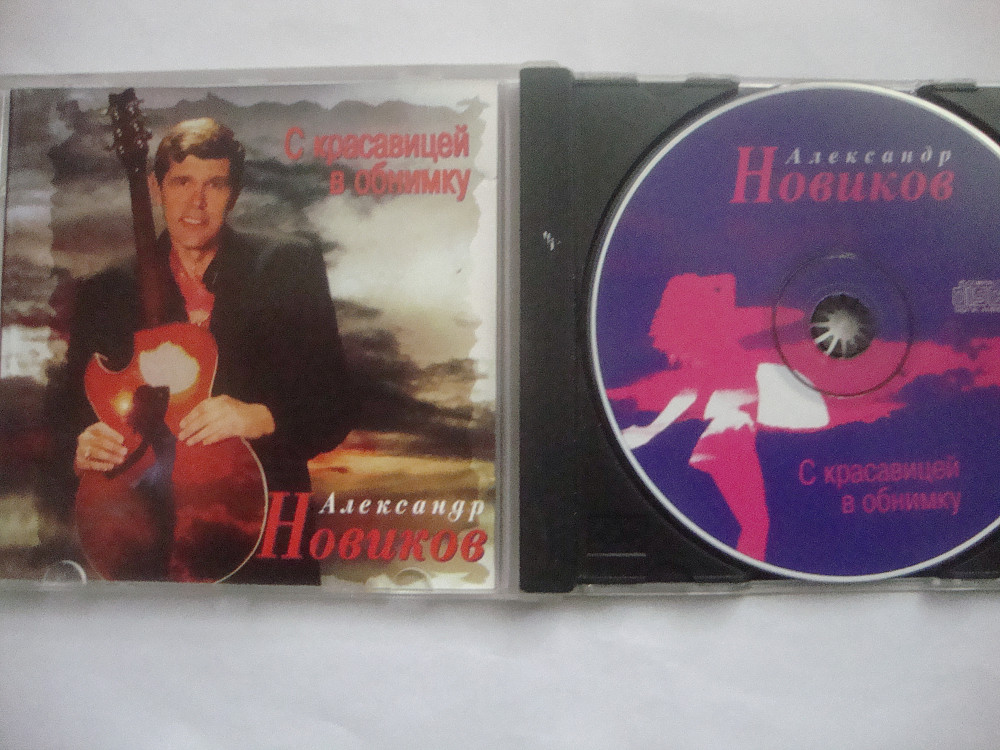 С красавицей
в обнимку
Александр
Новиков
Александр
Новиков
С красавицей
в обнимку